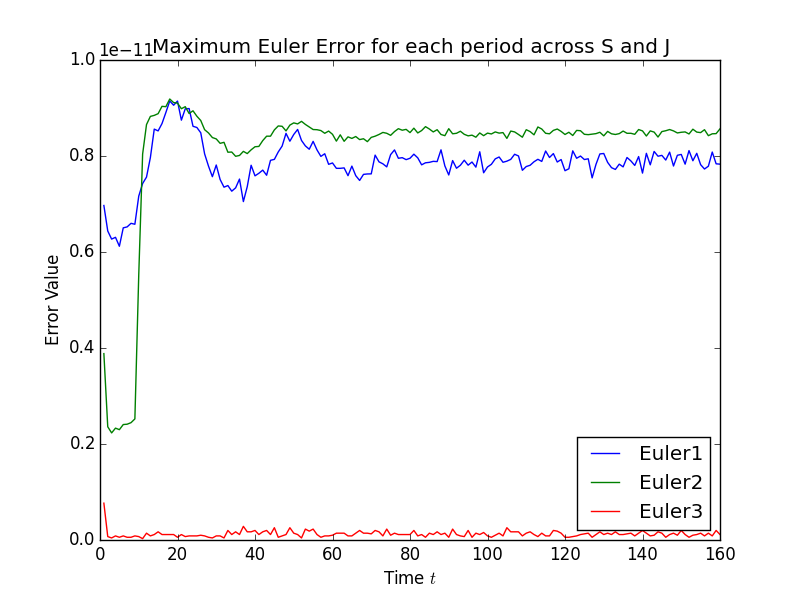 1e−11
Maximum Euler Error for each period across S and J
1.0
0.8
0.6
0.4
0.2
0.0
Error Value
Euler1
Euler2
Euler3
0 20 40 60 80 100 120 140 160
Time t